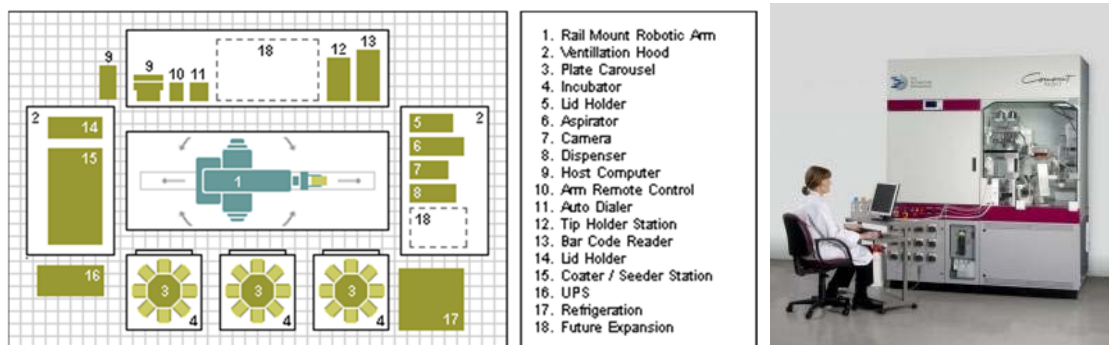 18
12
13
9
9
10
11
2
14
15
1
5
2
6
7
8
18
16
3
3
3
4
4
4
17
1. Rail Mount Robotic Arm
2. Ventillation Hood
3. Plate Carousel
4. Incubator
5. Lid Holder
6. Aspirator
7. Camera
8. Dispenser
9. Host Computer
10. Arm Remote Control
11. Auto Dialer
12. Tip Holder Station
13. Bar Code Reader
14. Lid Holder
15. Coater / Seeder Station
16. UPS
17. Refrigeration
18. Future Expansion